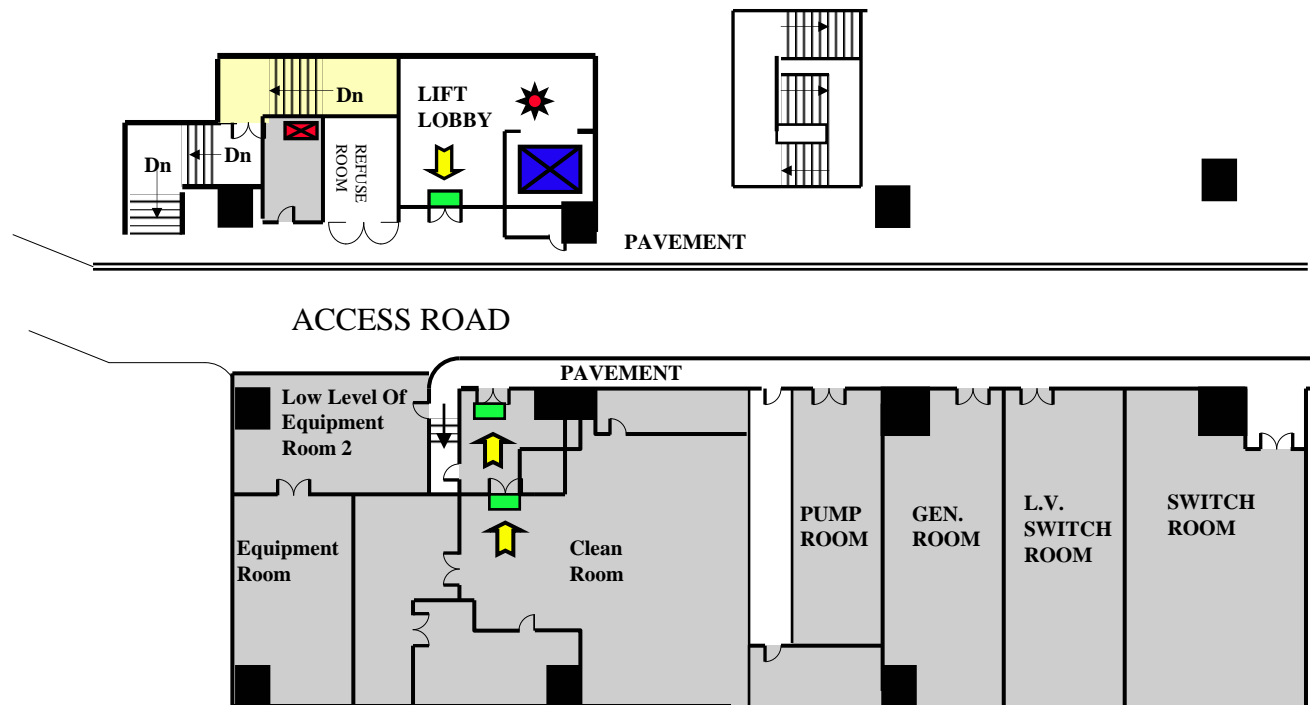 Dn
LIFT
LOBBY
Dn
Dn
REFUSE
ROOM
PAVEMENT
ACCESS ROAD
PAVEMENT
Low Level Of
Equipment
Room 2
PUMP
ROOM
GEN.
ROOM
L.V.
SWITCH
ROOM
SWITCH
ROOM
Equipment
Room
Clean
Room